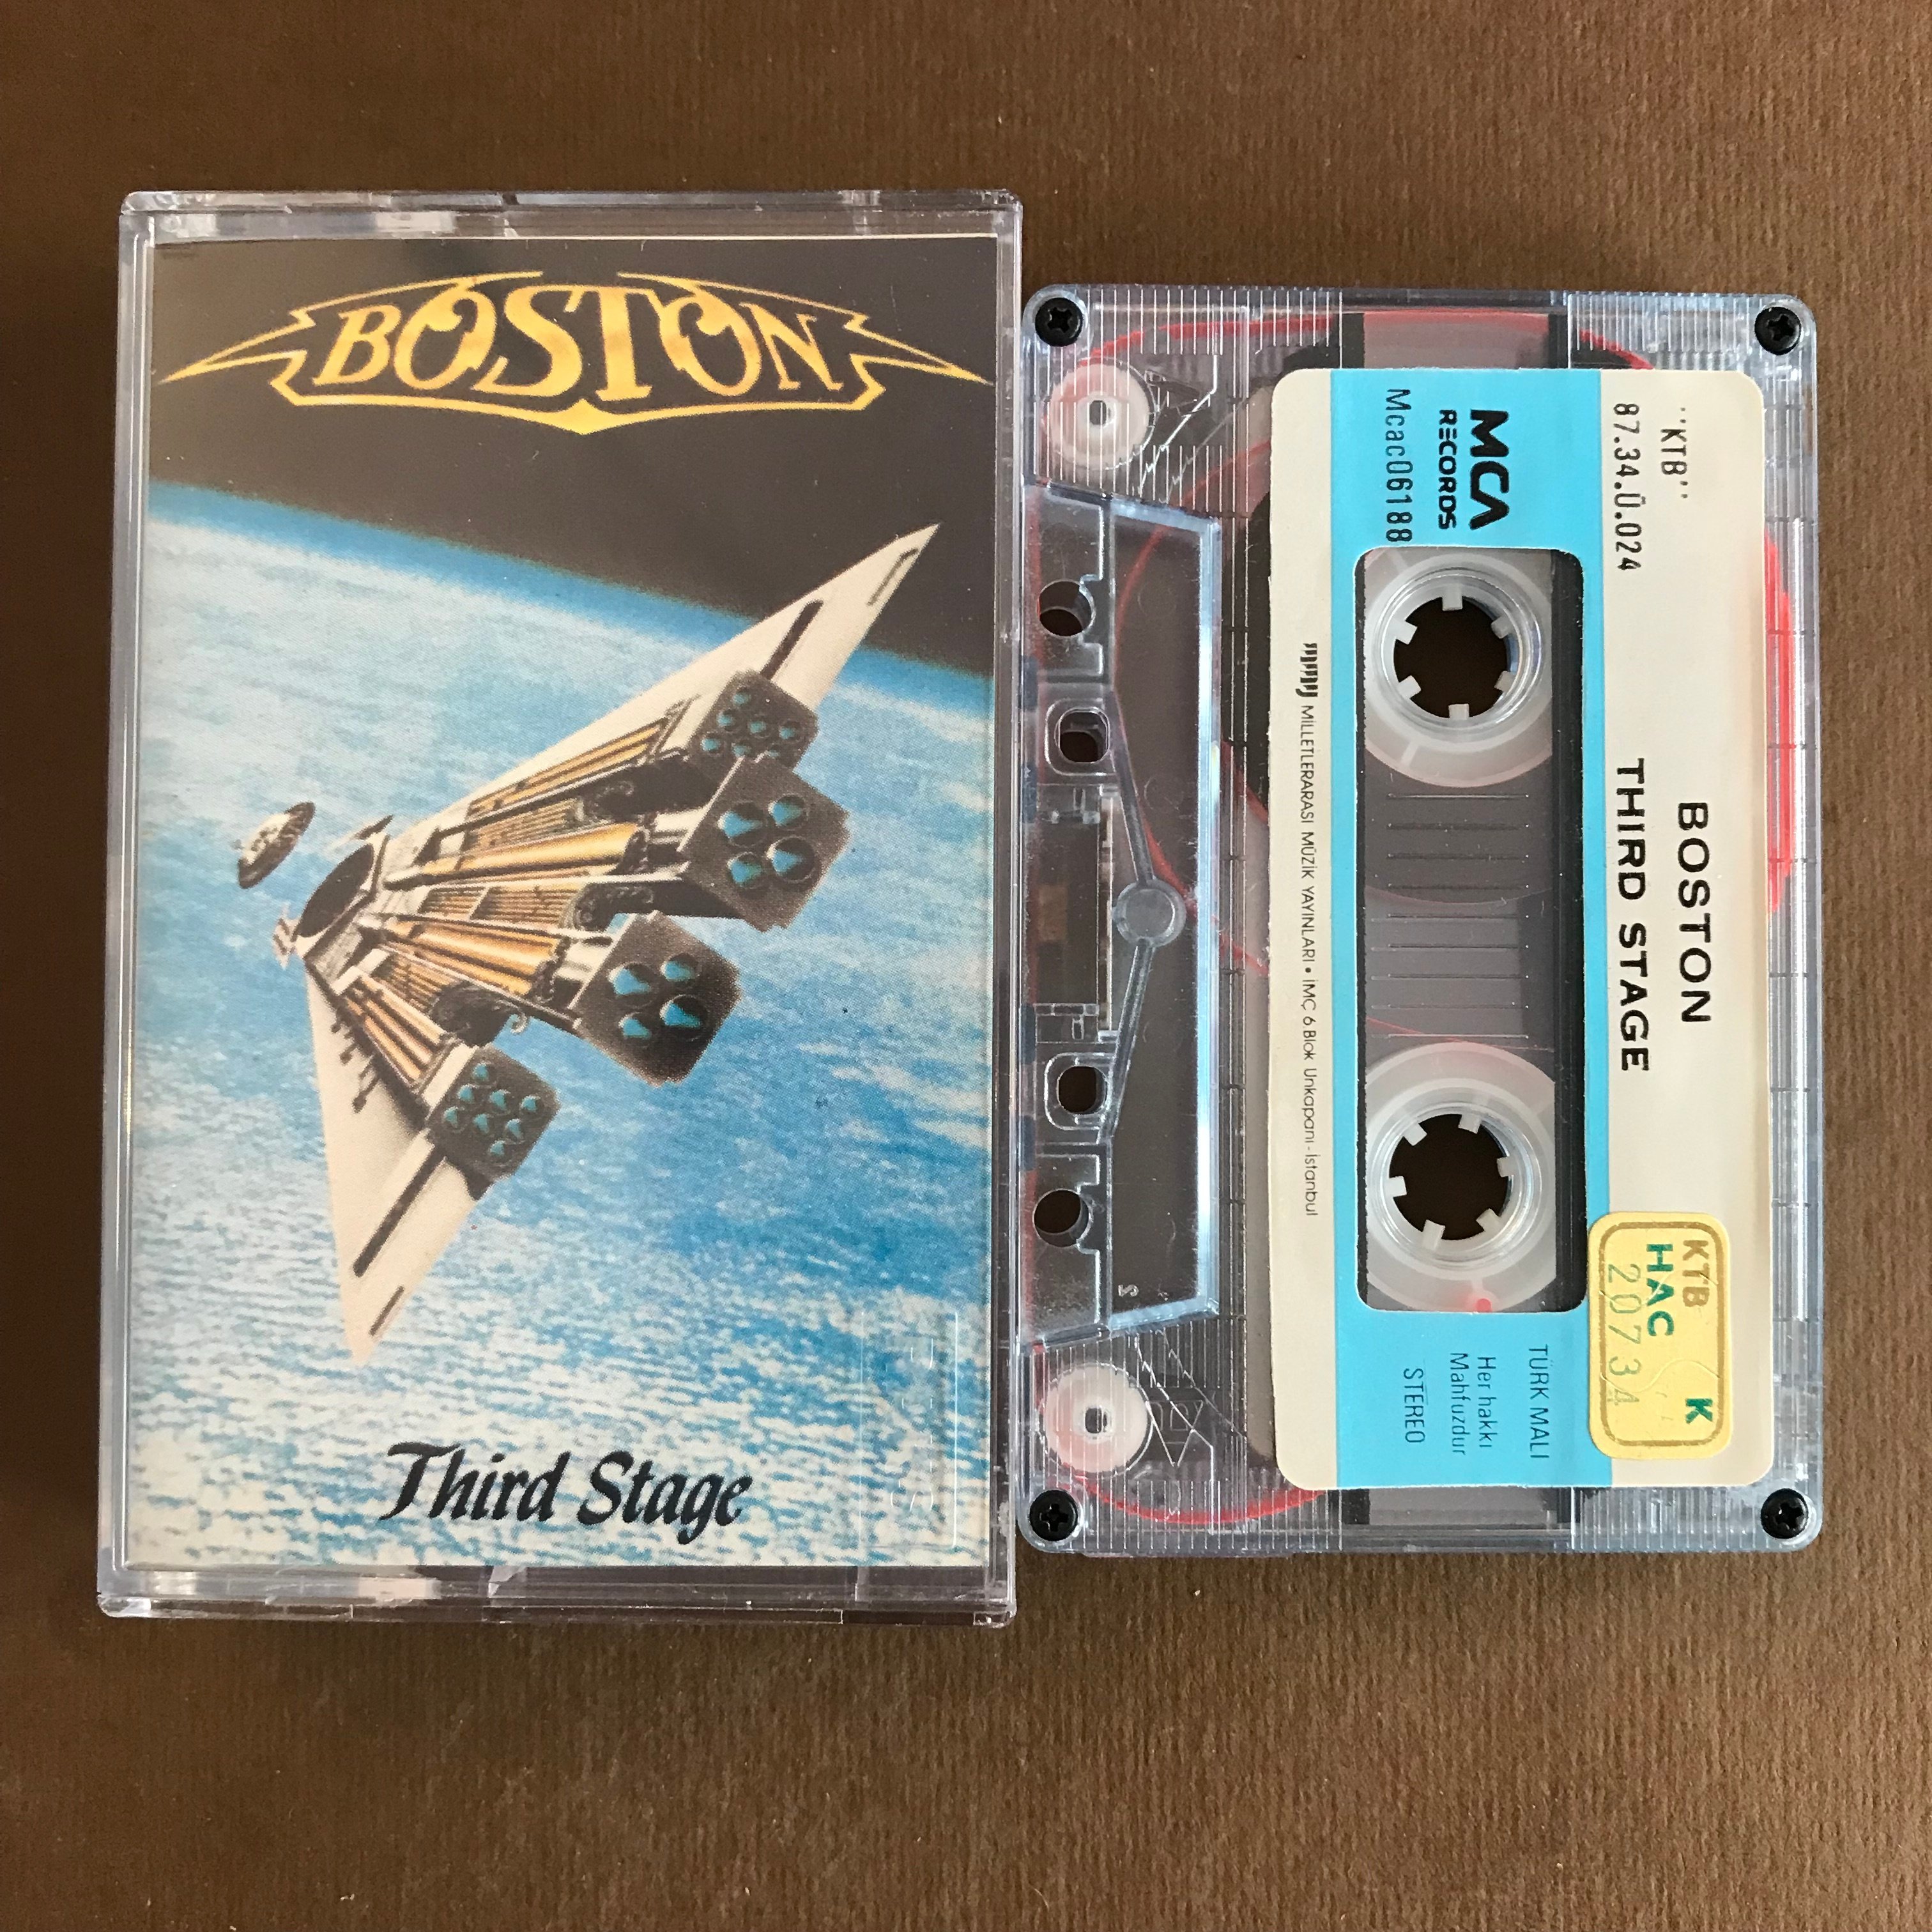 BOSTON
Third Stage
"KTB"
87.34.Ü.024
BOSTON
THIRD STAGE
MCA
RECORDS
Mcac06188
KTB
HAC K
20734
TÜRK MALI
Her hakkı
Mahfuzdur
STEREO
MİLLETLERARASI MÜZİK YAYINLARI • İMÇ 6.Blok Unkapanı - İstanbul